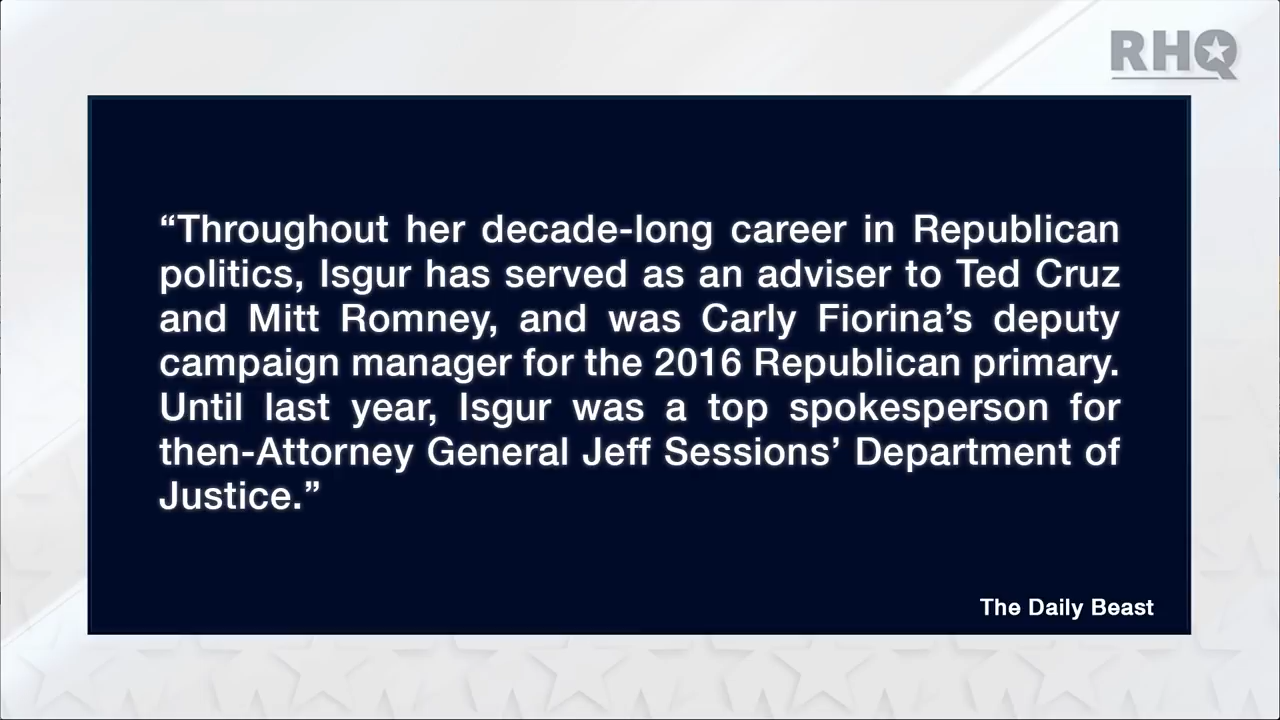 RHQ
“Throughout her decade-long career in Republican
politics, Isgur has served as an adviser to Ted Cruz
and Mitt Romney, and was Carly Fiorina’s deputy
campaign manager for the 2016 Republican primary.
Until last year, Isgur was a top spokesperson for
then-Attorney General Jeff Sessions’ Department of
Justice.”
The Daily Beast